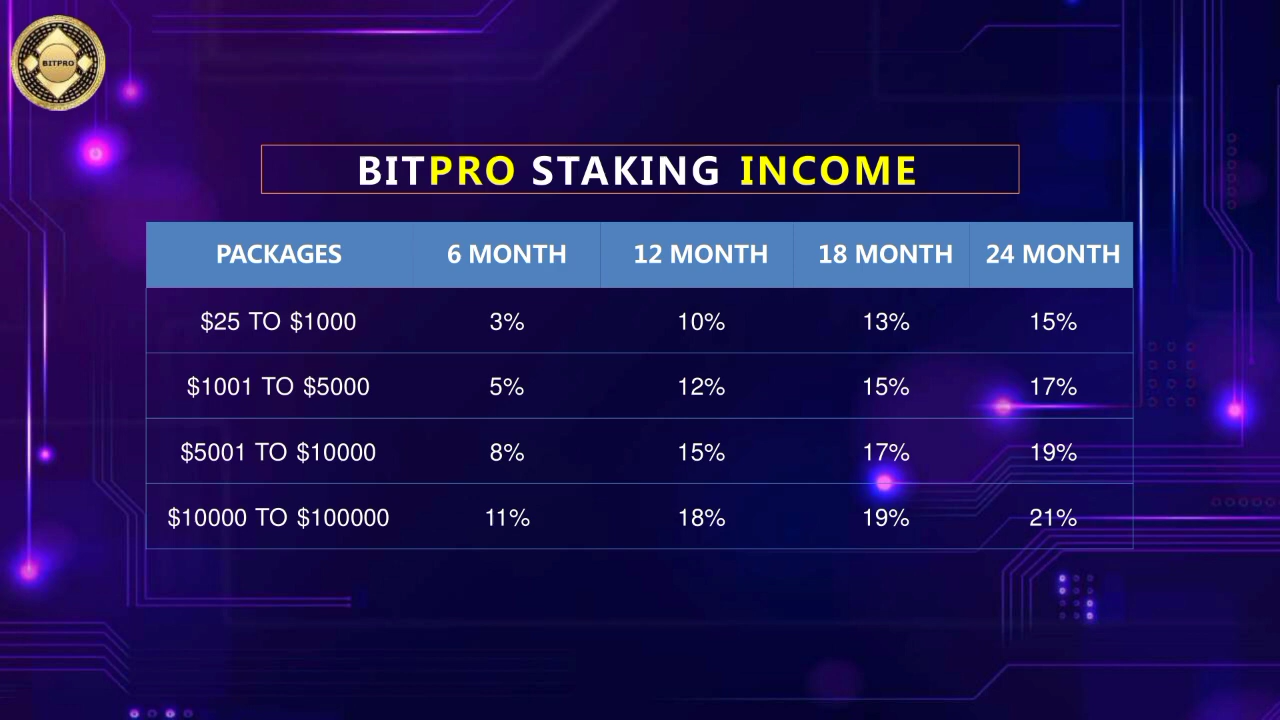 BITPRO
BITPRO STAKING INCOME
PACKAGES 6 MONTH 12 MONTH 18 MONTH 24 MONTH
$25 TO $1000 3% 10% 13% 15%
$1001 TO $5000 5% 12% 15% 17%
$5001 TO $10000 8% 15% 17% 19%
$10000 TO $100000 11% 18% 19% 21%